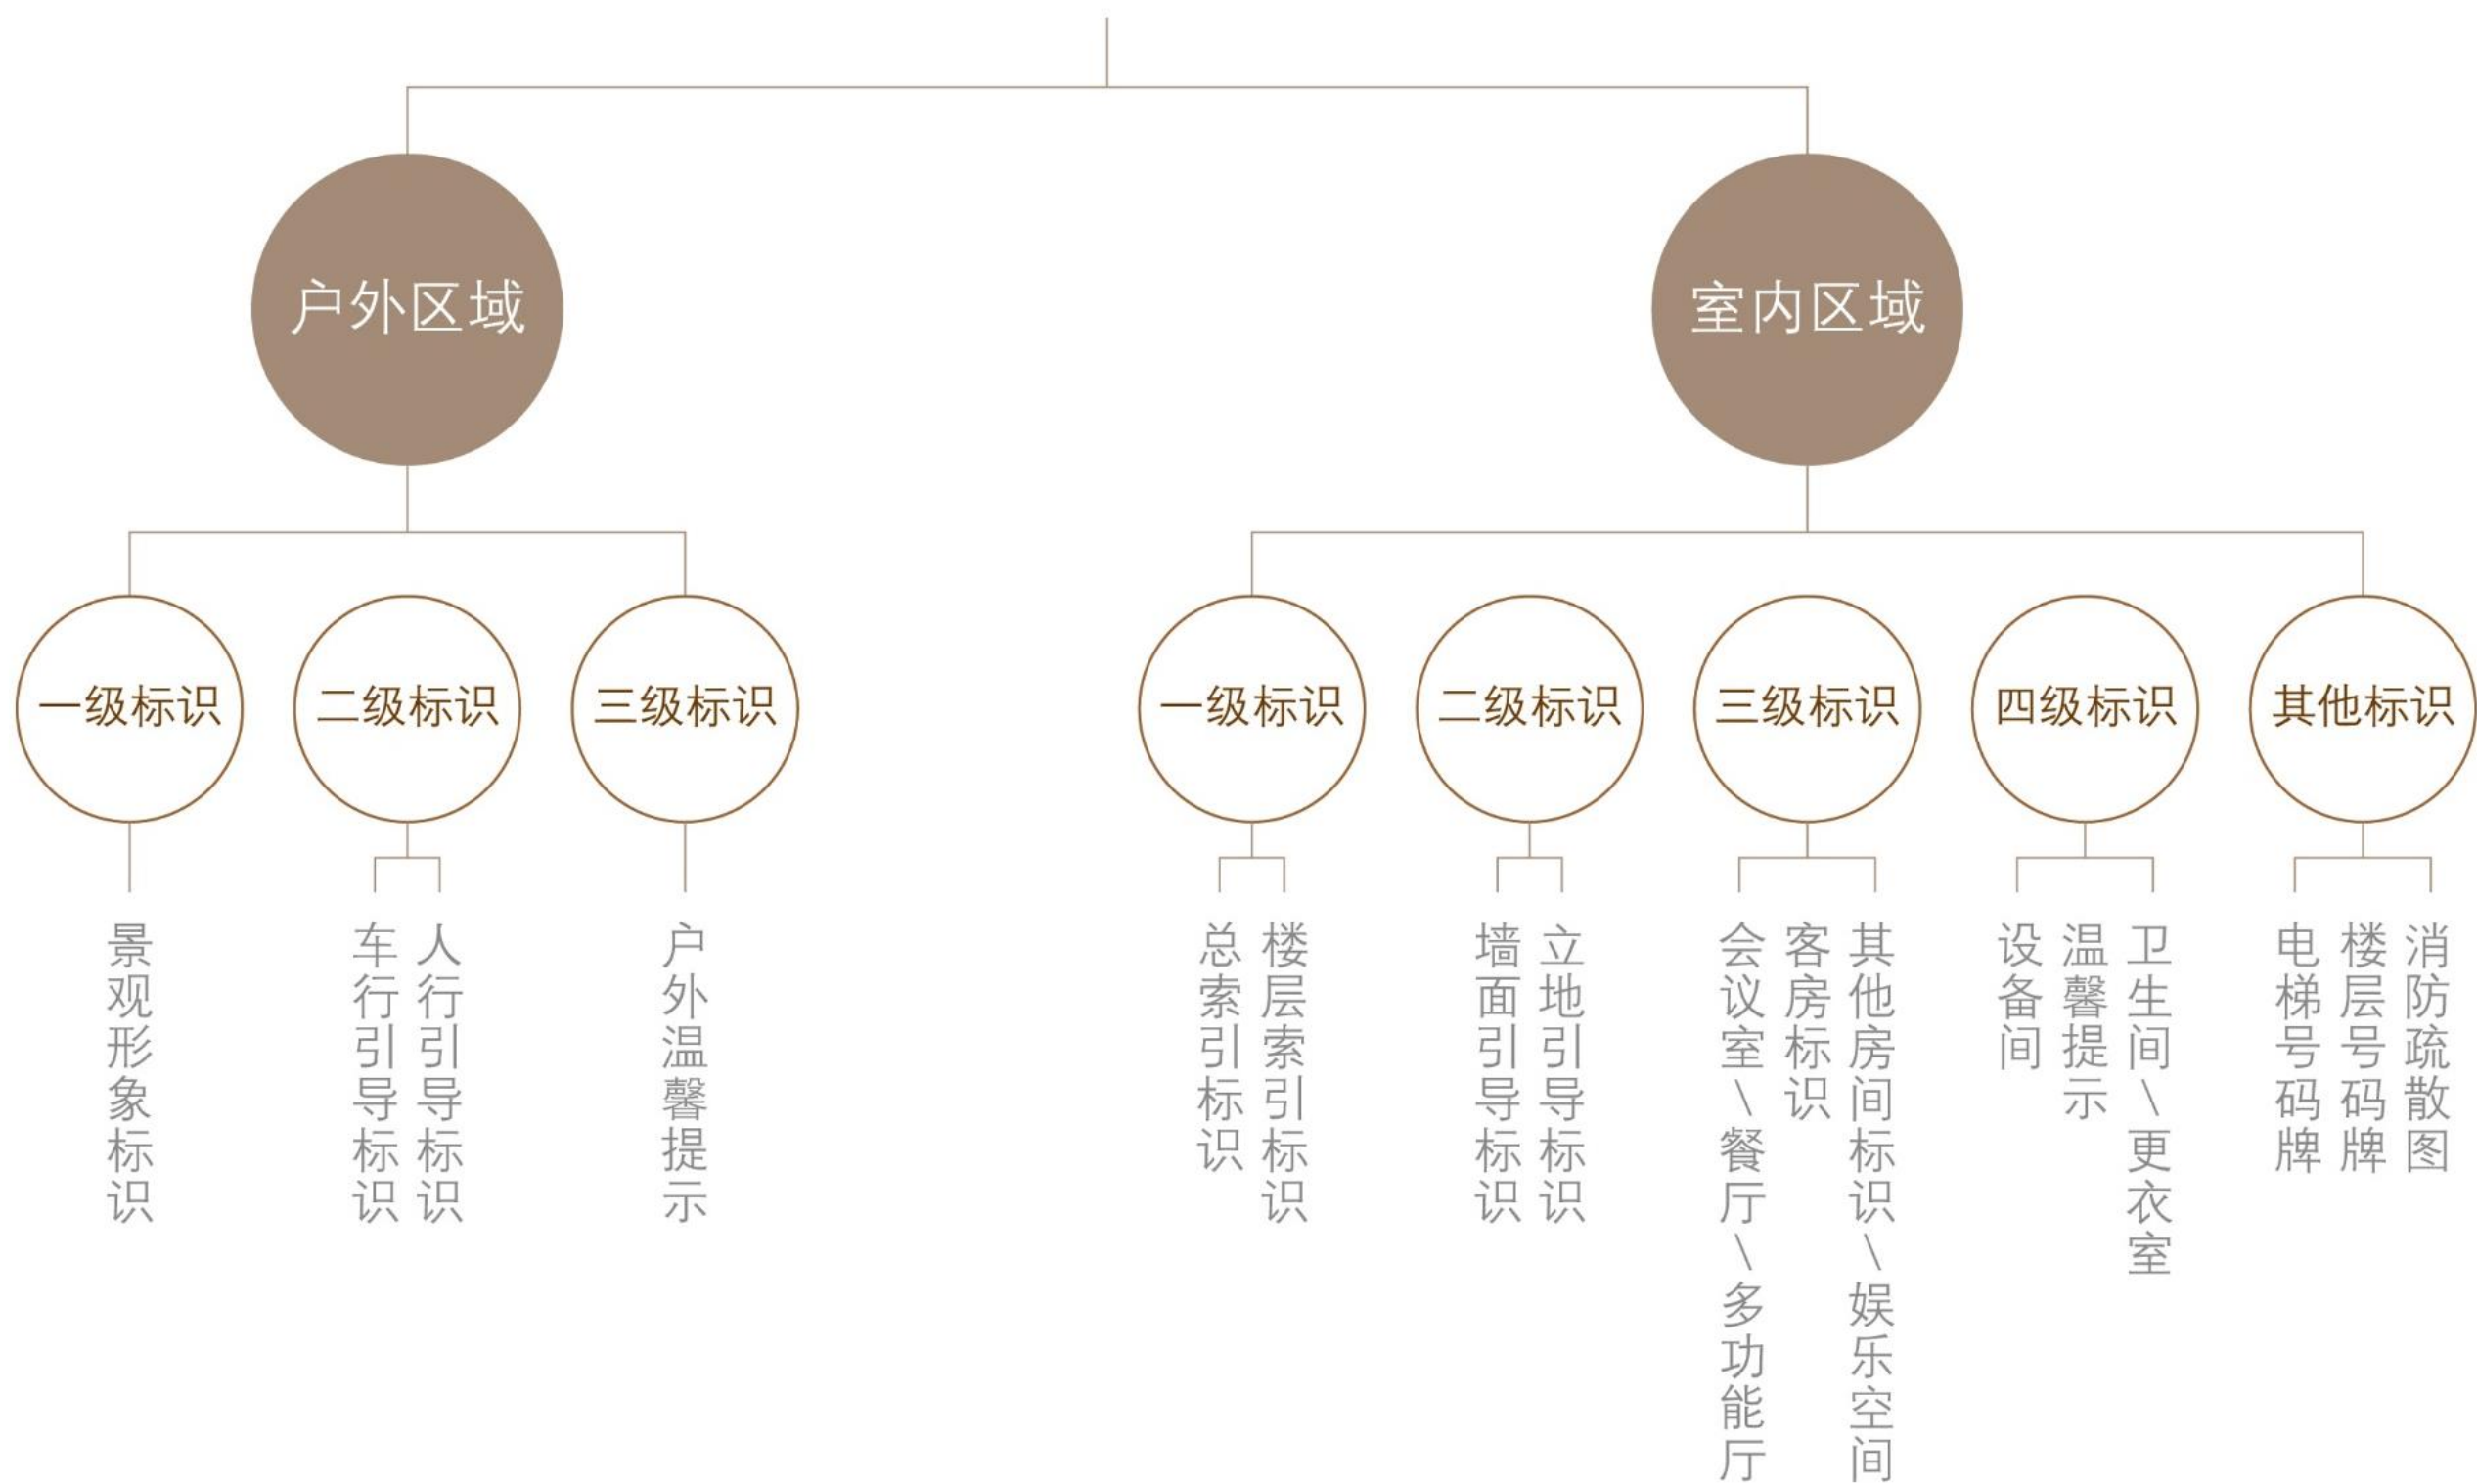 户外区域
室内区域
一级标识
二级标识
三级标识
一级标识
二级标识
三级标识
四级标识
其他标识
景观形象标识
车行引导标识
人行引导标识
户外温馨提示
总索引标识
楼层索引标识
墙面引导标识
立地引导标识
会议室\餐厅\多功能厅
客房标识
其他房间标识\娱乐空间
设备间
温馨提示
卫生间\更衣室
电梯号码牌
楼层号码牌
消防疏散图